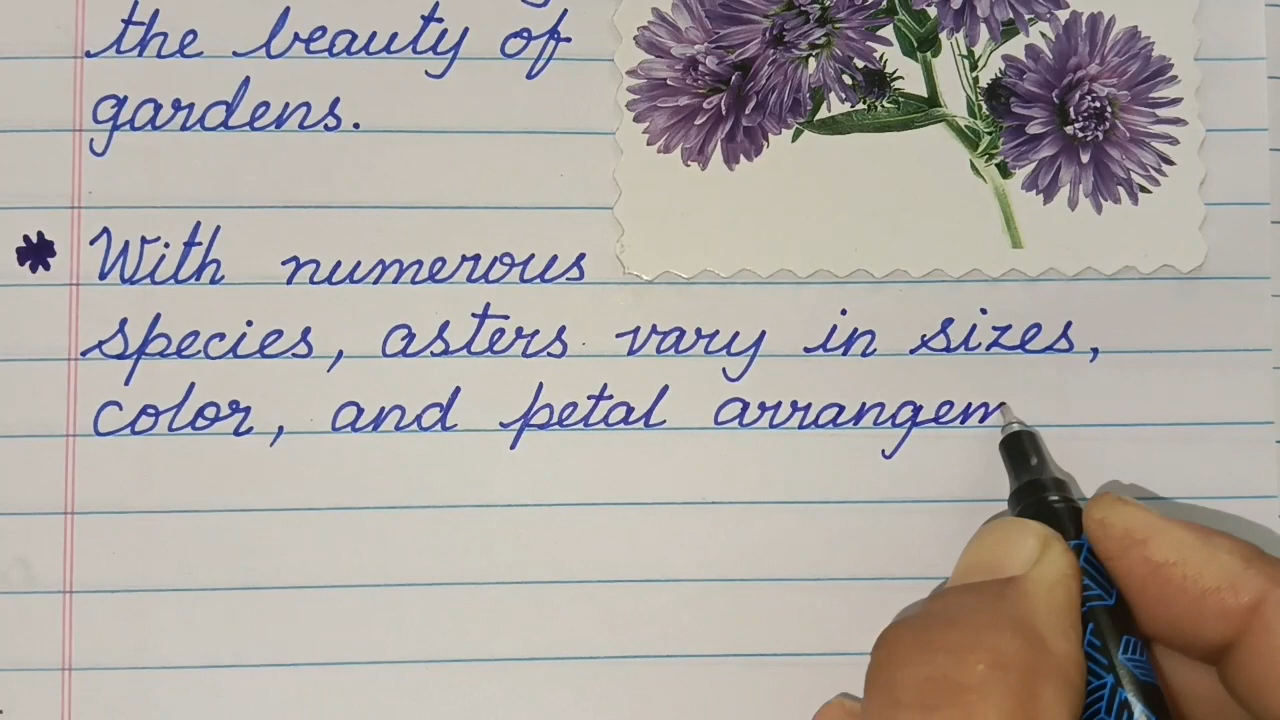 the beauty of
gardens.
* With numerous
species, asters vary in sizes,
color, and petal arrangem